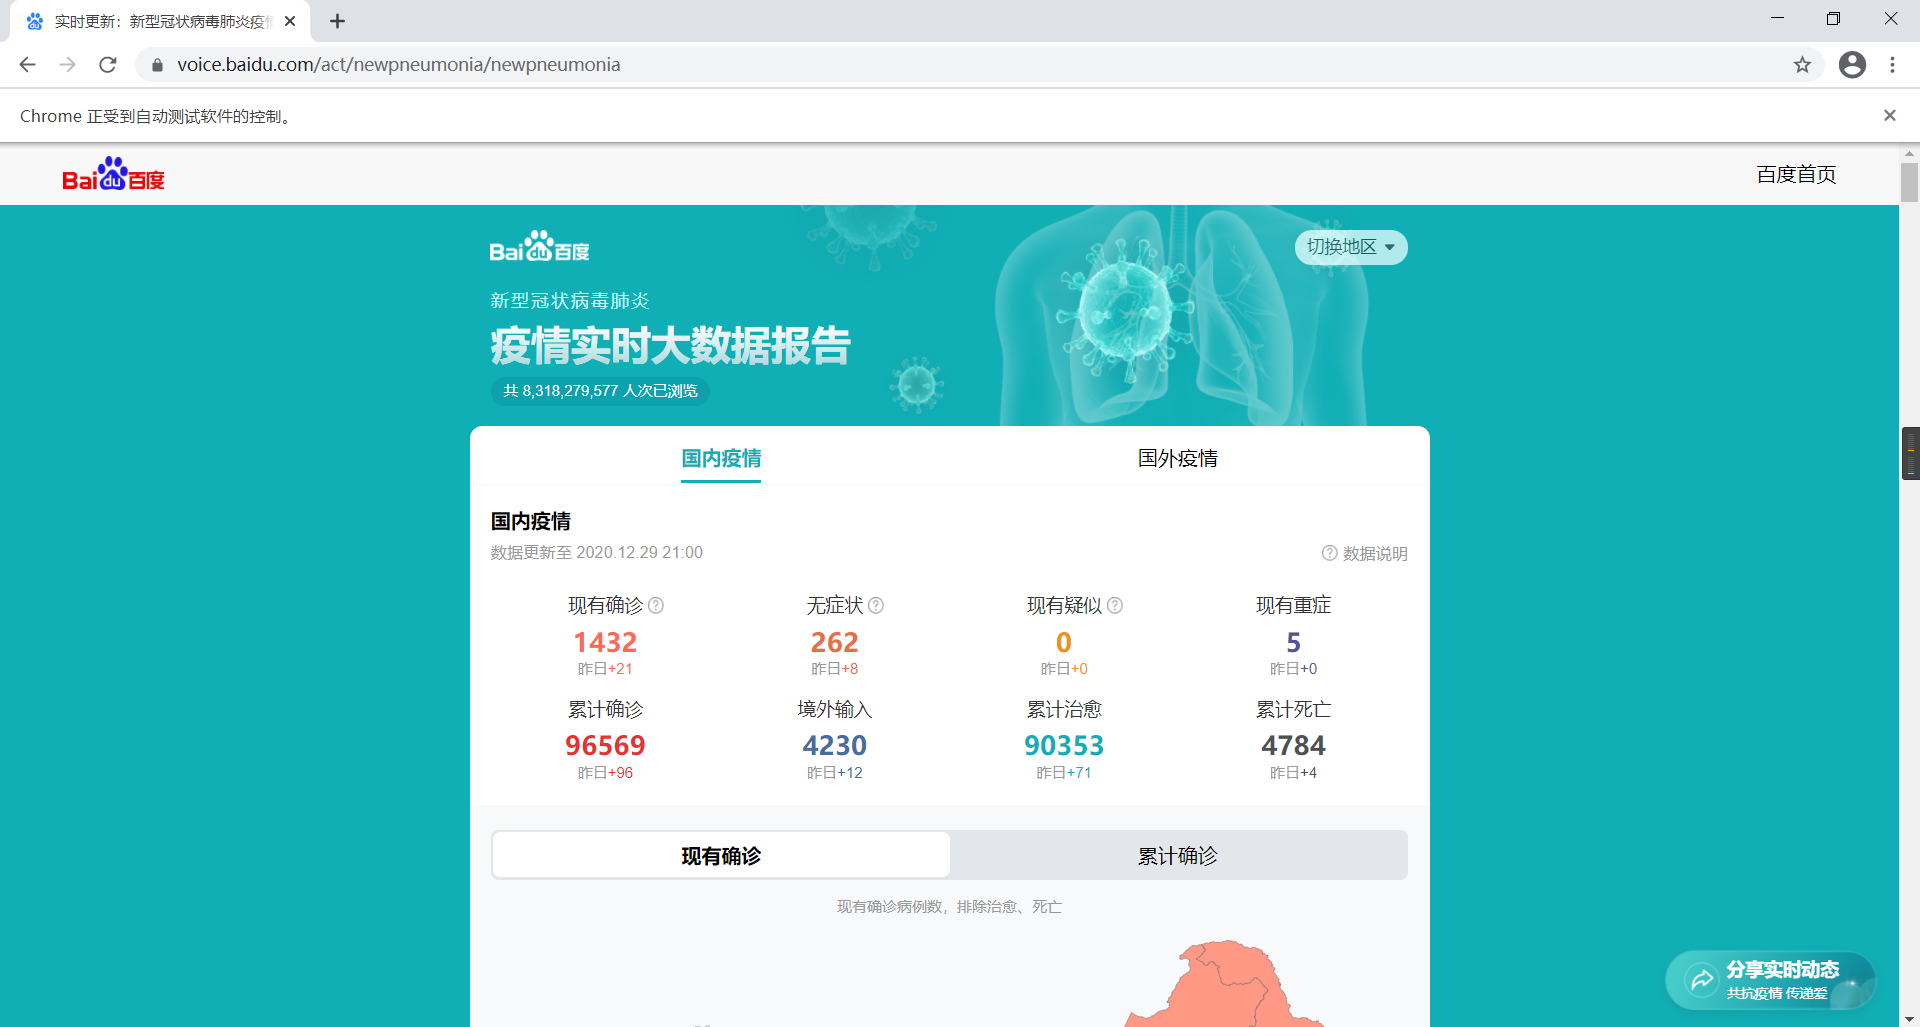 实时更新：新型冠状病毒肺炎疫情
voice.baidu.com/act/newpneumonia/newpneumonia
Chrome 正受到自动测试软件的控制。
Bai du 百度
百度首页
Bai du 百度
切换地区
新型冠状病毒肺炎
疫情实时大数据报告
共 8,318,279,577 人次已浏览
国内疫情 国外疫情
国内疫情
数据更新至 2020.12.29 21:00 ? 数据说明
现有确诊 ? 无症状 ? 现有疑似 ? 现有重症
1432 262 0 5
昨日+21 昨日+8 昨日+0 昨日+0
累计确诊 境外输入 累计治愈 累计死亡
96569 4230 90353 4784
昨日+96 昨日+12 昨日+71 昨日+4
现有确诊 累计确诊
现有确诊病例数，排除治愈、死亡
分享实时动态
共抗疫情 传递爱